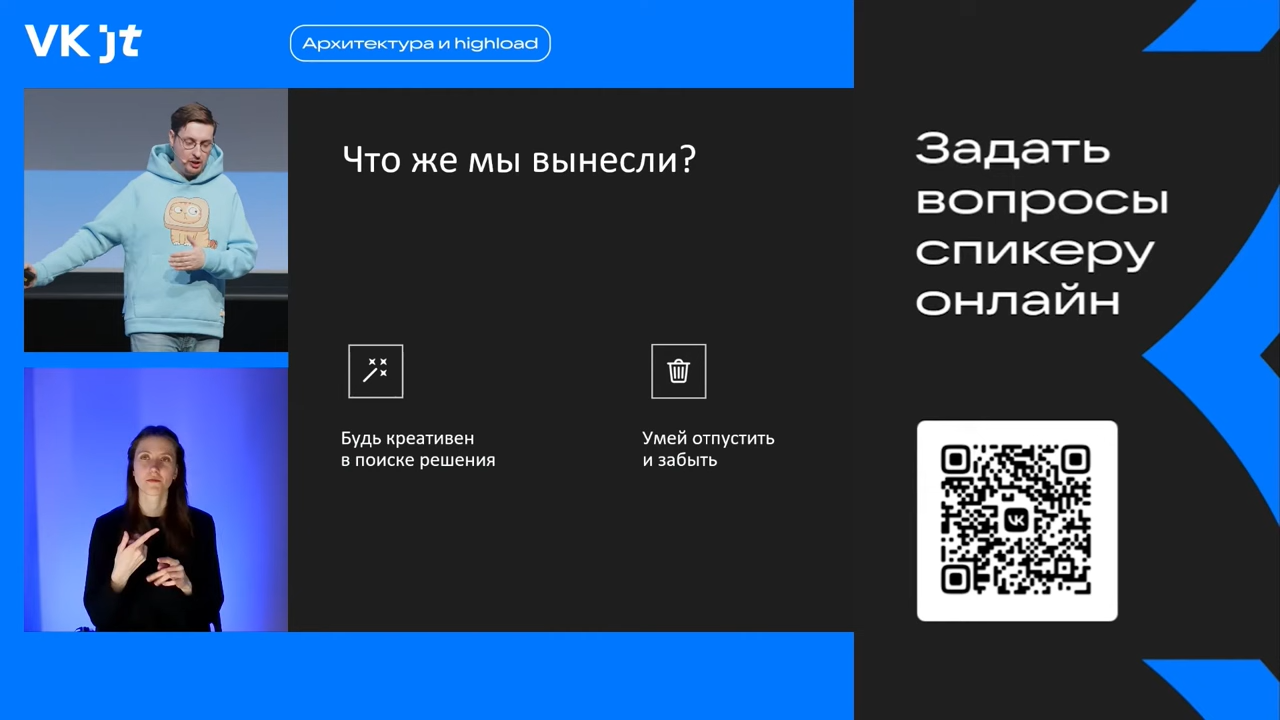 VK jt
Архитектура и highload
Что же мы вынесли?
Будь креативен
в поиске решения
Умей отпустить
и забыть
Задать
вопросы
спикеру
онлайн